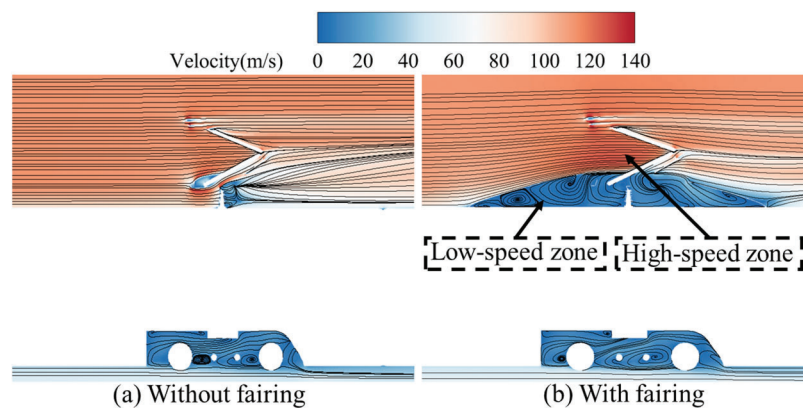 Velocity(m/s) 0 20 40 60 80 100 120 140
Low-speed zone High-speed zone
(a) Without fairing (b) With fairing